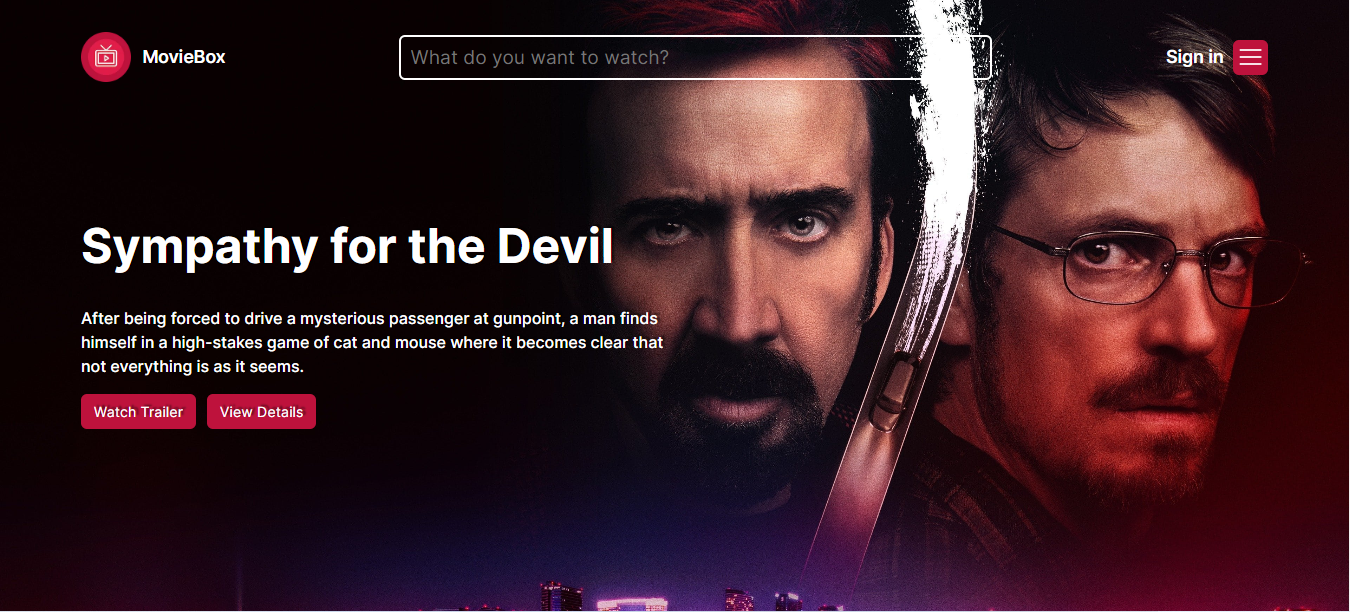 MovieBox
What do you want to watch?
Sign in
Sympathy for the Devil
After being forced to drive a mysterious passenger at gunpoint, a man finds
himself in a high-stakes game of cat and mouse where it becomes clear that
not everything is as it seems.
Watch Trailer
View Details